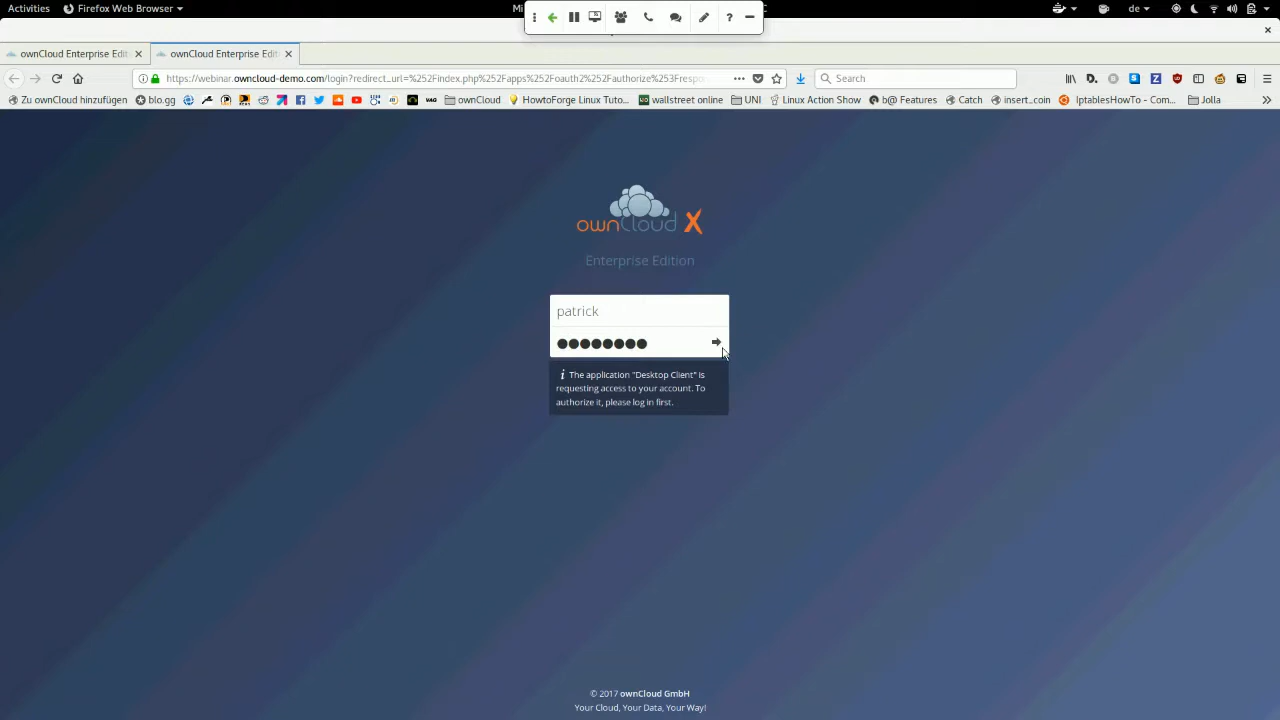 Activities Firefox Web Browser Mi de
ownCloud Enterprise Edit ownCloud Enterprise Editi
https://webinar.owncloud-demo.com/login?redirect_url=%252Findex.php%252Fapps%252Foauth2%252Fauthorize%253Frespo Search
Zu ownCloud hinzufügen blo.gg ownCloud HowtoForge Linux Tuto... wallstreet online UNI Linux Action Show b@ Features Catch insert_coin IptablesHowTo - Com... Jolla
ownCloud X
Enterprise Edition
patrick
The application "Desktop Client" is
requesting access to your account. To
authorize it, please log in first.
© 2017 ownCloud GmbH
Your Cloud, Your Data, Your Way!